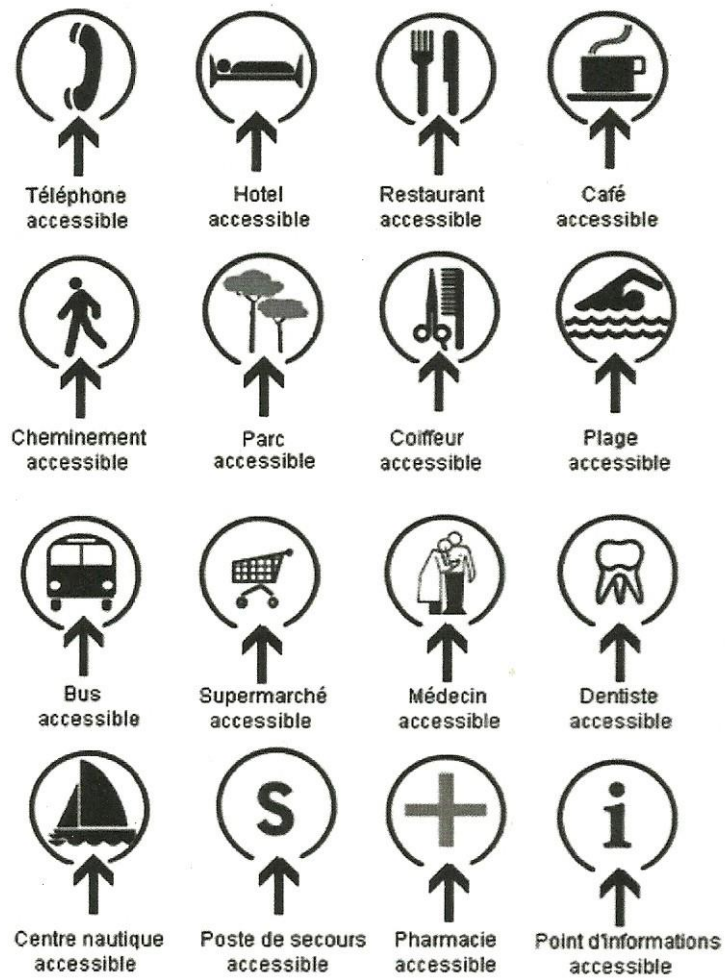 Téléphone
accessible
Hotel
accessible
Restaurant
accessible
Café
accessible
Cheminement
accessible
Parc
accessible
Coiffeur
accessible
Plage
accessible
Bus
accessible
Supermarché
accessible
Médecin
accessible
Dentiste
accessible
S
i
Centre nautique
accessible
Poste de secours
accessible
Pharmacie
accessible
Point d'informations
accessible